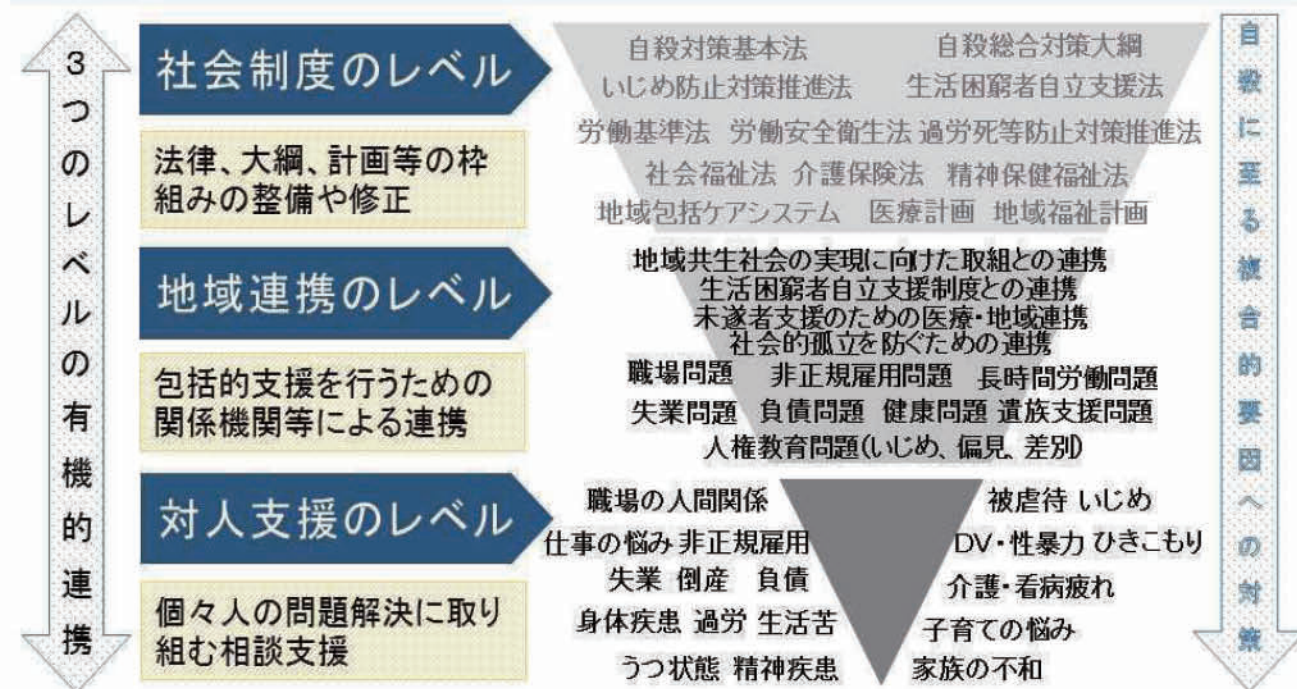 3つのレベルの有機的連携
社会制度のレベル
法律、大綱、計画等の枠
組みの整備や修正
自殺対策基本法 自殺総合対策大綱
いじめ防止対策推進法 生活困窮者自立支援法
労働基準法 労働安全衛生法 過労死等防止対策推進法
社会福祉法 介護保険法 精神保健福祉法
地域包括ケアシステム 医療計画 地域福祉計画
地域連携のレベル
包括的支援を行うための
関係機関等による連携
地域共生社会の実現に向けた取組との連携
生活困窮者自立支援制度との連携
未遂者支援のための医療・地域連携
社会的孤立を防ぐための連携
職場問題 非正規雇用問題 長時間労働問題
失業問題 負債問題 健康問題 遺族支援問題
人権教育問題(いじめ、偏見、差別)
対人支援のレベル
個々人の問題解決に取り
組む相談支援
職場の人間関係 被虐待 いじめ
仕事の悩み 非正規雇用 DV・性暴力 ひきこもり
失業 倒産 負債 介護・看病疲れ
身体疾患 過労 生活苦 子育ての悩み
うつ状態 精神疾患 家族の不和
自殺に至る複合的要因への対策